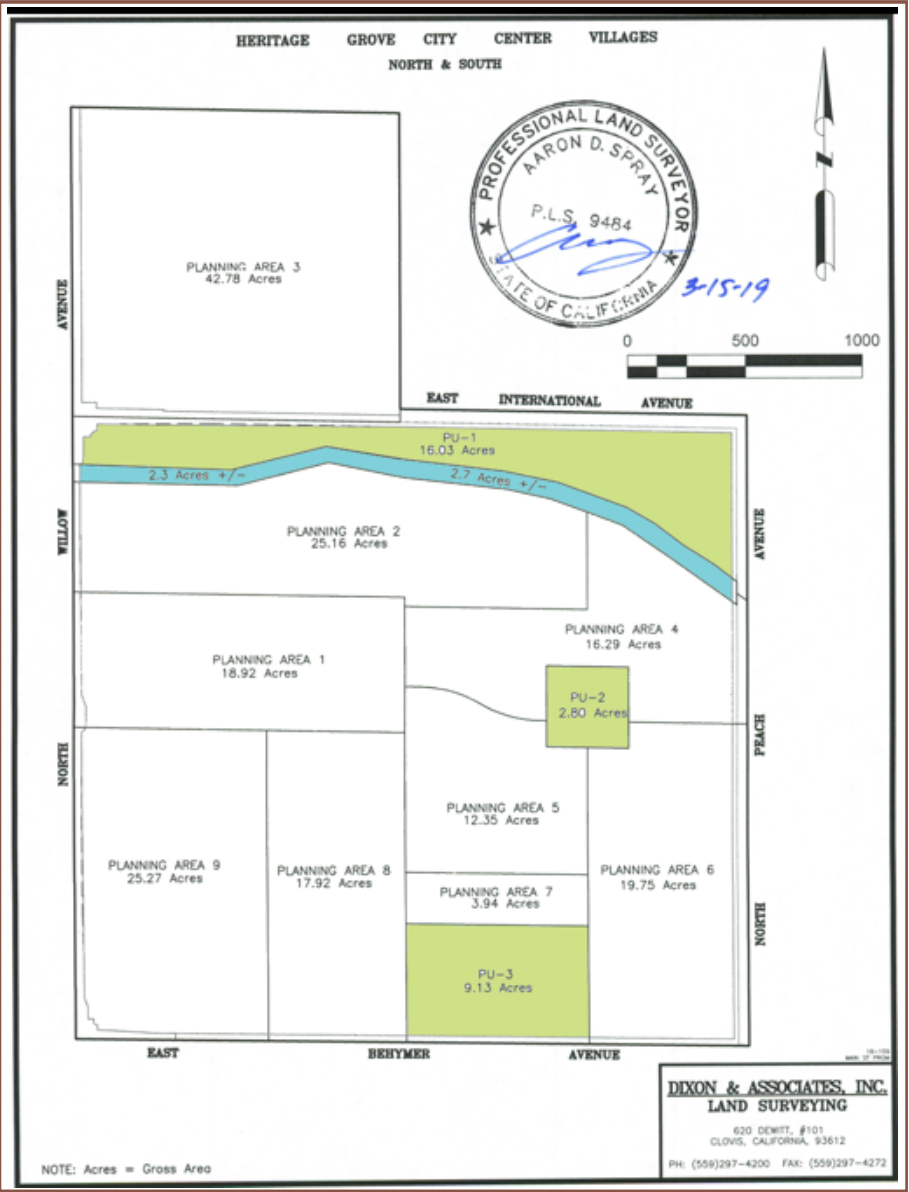 HERITAGE GROVE CITY CENTER VILLAGES
NORTH & SOUTH
PROFESSIONAL LAND SURVEYOR
AARON D. SPRAY
P.L.S. 9484
STATE OF CALIFORNIA
3-15-19
N
0 500 1000
PLANNING AREA 3
42.78 Acres
AVENUE
EAST INTERNATIONAL AVENUE
PU-1
16.03 Acres
2.3 Acres +/-
2.7 Acres +/-
WILLOW
PLANNING AREA 2
25.16 Acres
AVENUE
PLANNING AREA 4
16.29 Acres
PLANNING AREA 1
18.92 Acres
PU-2
2.80 Acres
NORTH
PEACH
PLANNING AREA 5
12.35 Acres
PLANNING AREA 9
25.27 Acres
PLANNING AREA 8
17.92 Acres
PLANNING AREA 6
19.75 Acres
PLANNING AREA 7
3.94 Acres
NORTH
PU-3
9.13 Acres
EAST BEHYMER AVENUE
DIXON & ASSOCIATES, INC.
LAND SURVEYING
620 DEWITT, #101
CLOVIS, CALIFORNIA, 93612
PH: (559)297-4200 FAX: (559)297-4272
NOTE: Acres = Gross Area